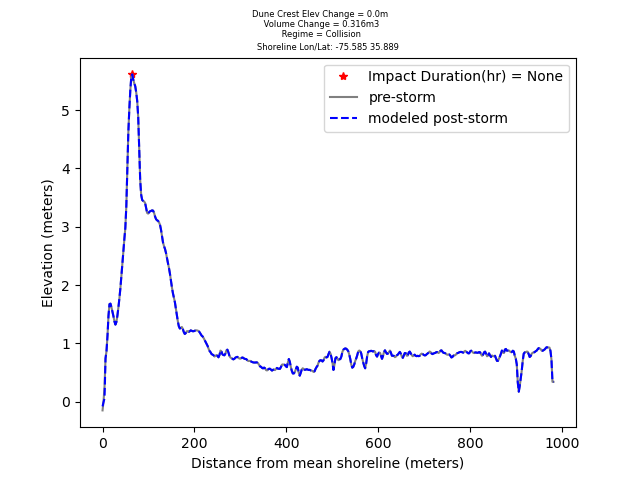 Dune Crest Elev Change = 0.0m
Volume Change = 0.316m3
Regime = Collision
Shoreline Lon/Lat: -75.585 35.889
Impact Duration(hr) = None
pre-storm
modeled post-storm
Elevation (meters)
5
4
3
2
1
0
0 200 400 600 800 1000
Distance from mean shoreline (meters)